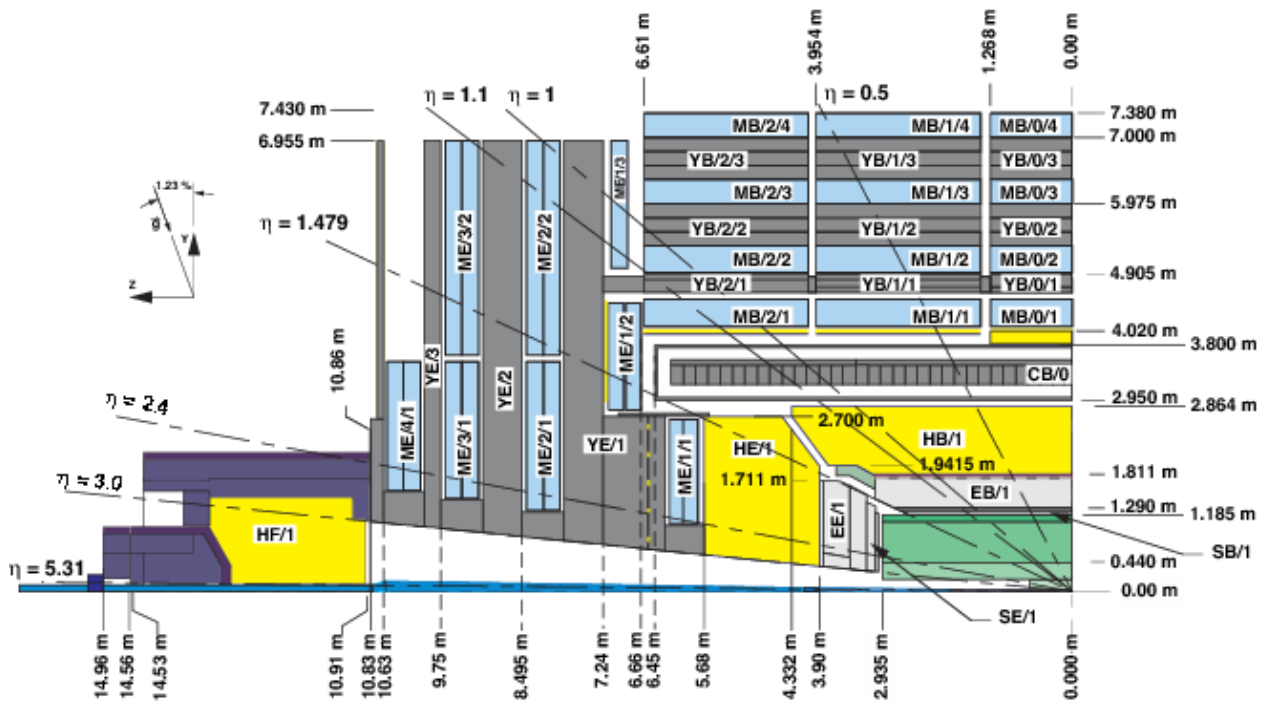 6.61 m
3.954 m
1.268 m
0.00 m
η = 1.1
η = 1
η = 0.5
7.430 m
7.380 m
MB/2/4
MB/1/4
MB/0/4
6.955 m
7.000 m
YB/2/3
YB/1/3
YB/0/3
ME/1/3
1.23 %
MB/2/3
MB/1/3
MB/0/3
5.975 m
g
Y
η = 1.479
ME/3/2
ME/2/2
YB/2/2
YB/1/2
YB/0/2
MB/2/2
MB/1/2
MB/0/2
4.905 m
Z
YB/2/1
YB/1/1
YB/0/1
MB/2/1
MB/1/1
MB/0/1
4.020 m
10.86 m
YE/3
YE/2
ME/1/2
3.800 m
CB/0
2.950 m
2.864 m
η = 2.4
ME/4/1
ME/3/1
ME/2/1
YE/1
ME/1/1
HE/1
2.700 m
HB/1
1.9415 m
1.711 m
1.811 m
η = 3.0
EB/1
1.290 m
1.185 m
HF/1
EE/1
SB/1
η = 5.31
0.440 m
0.00 m
SE/1
14.96 m
14.56 m
14.53 m
10.91 m
10.83 m
10.63 m
9.75 m
8.495 m
7.24 m
6.66 m
6.45 m
5.68 m
4.332 m
3.90 m
2.935 m
0.000 m